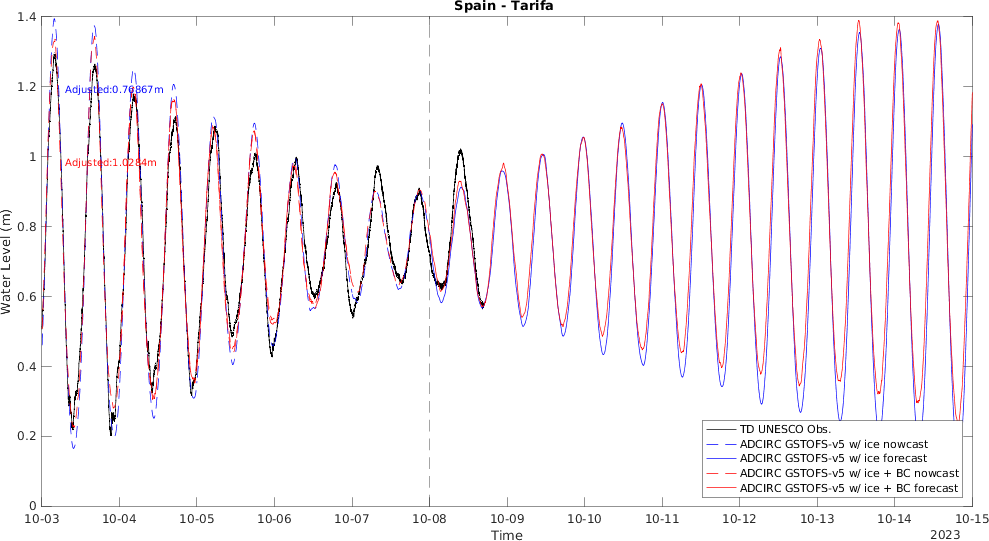 Spain - Tarifa
1.4
1.2
1
0.8
0.6
0.4
0.2
0
Water Level (m)
Adjusted:0.76867m
Adjusted:1.0284m
TD UNESCO Obs.
ADCIRC GSTOFS-v5 w/ ice nowcast
ADCIRC GSTOFS-v5 w/ ice forecast
ADCIRC GSTOFS-v5 w/ ice + BC nowcast
ADCIRC GSTOFS-v5 w/ ice + BC forecast
10-03 10-04 10-05 10-06 10-07 10-08 10-09 10-10 10-11 10-12 10-13 10-14 10-15
Time
2023